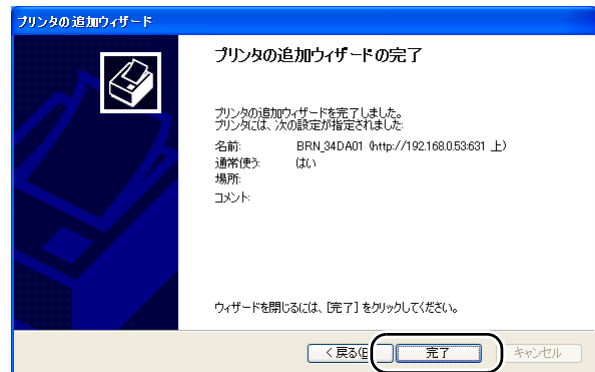 プリンタの追加ウィザード
プリンタの追加ウィザードの完了
プリンタの追加ウィザードを完了しました。
プリンタには、次の設定が指定されました:
名前: BRN_34DA01 (http://192.168.0.53:631 上)
通常使う: はい
場所:
コメント:
ウィザードを閉じるには、[完了] をクリックしてください。
< 戻る(B
完了
キャンセル